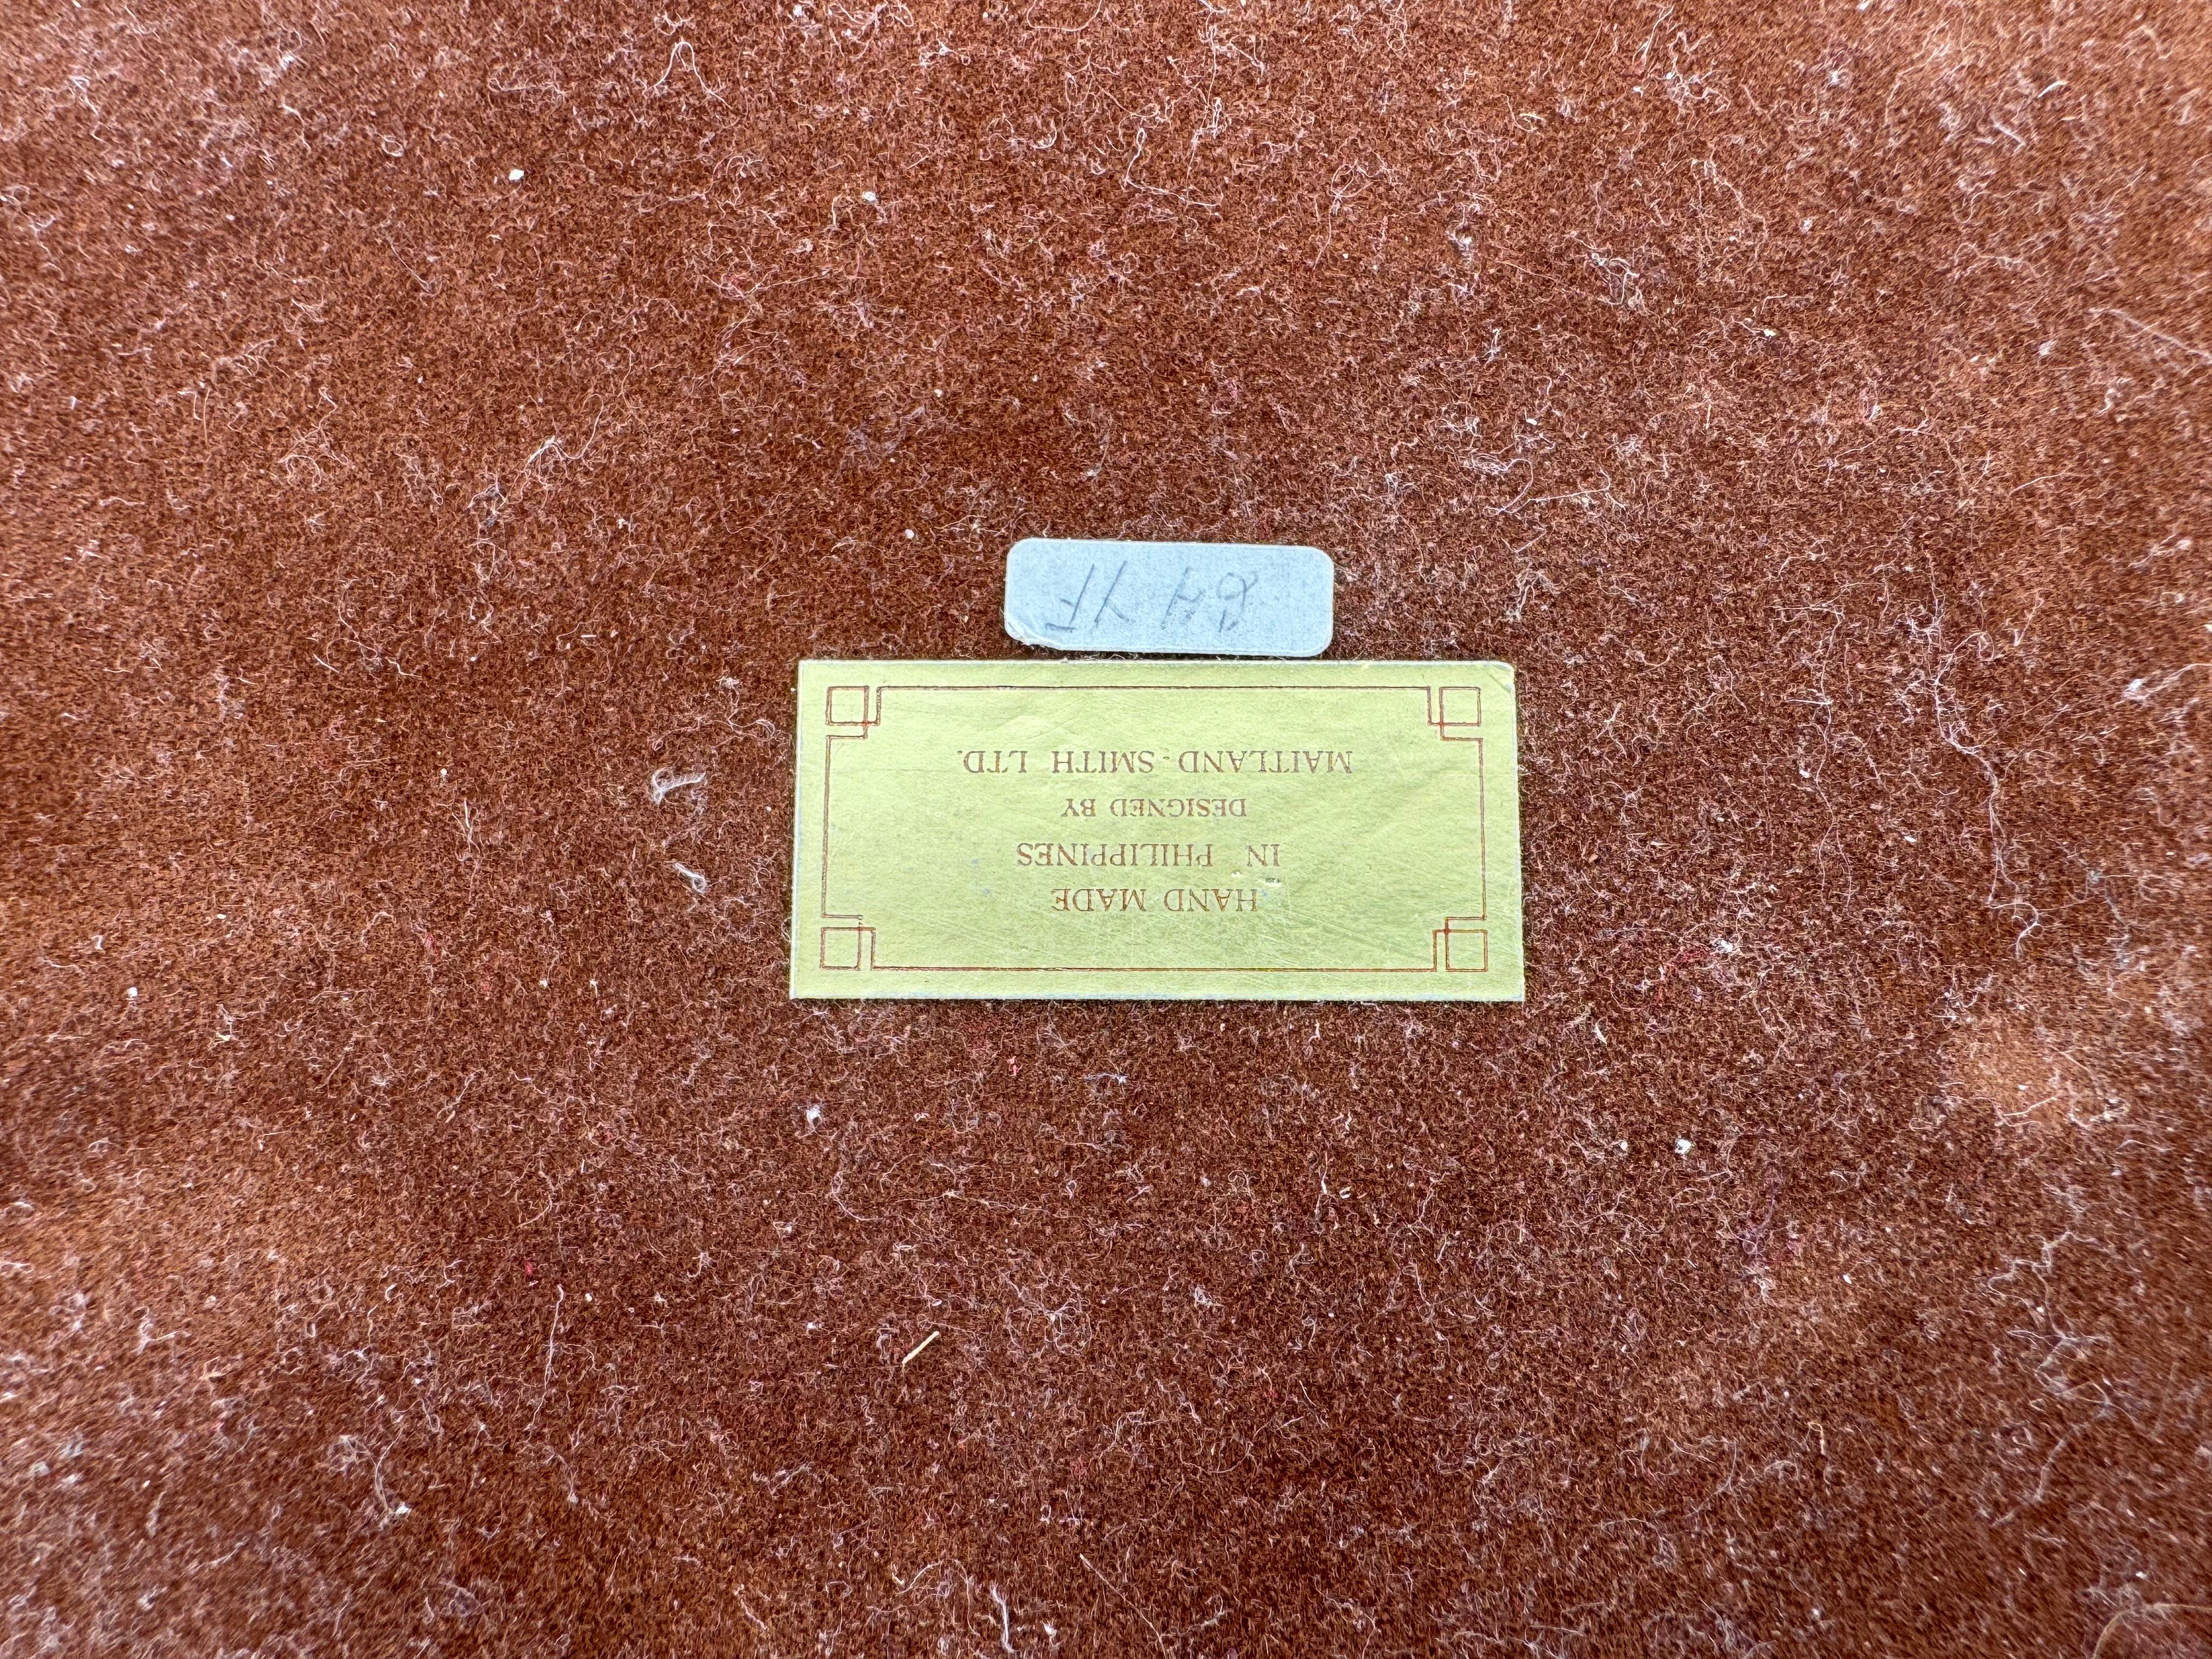 HAND MADE
IN PHILIPPINES
DESIGNED BY
MAITLAND - SMITH LTD.